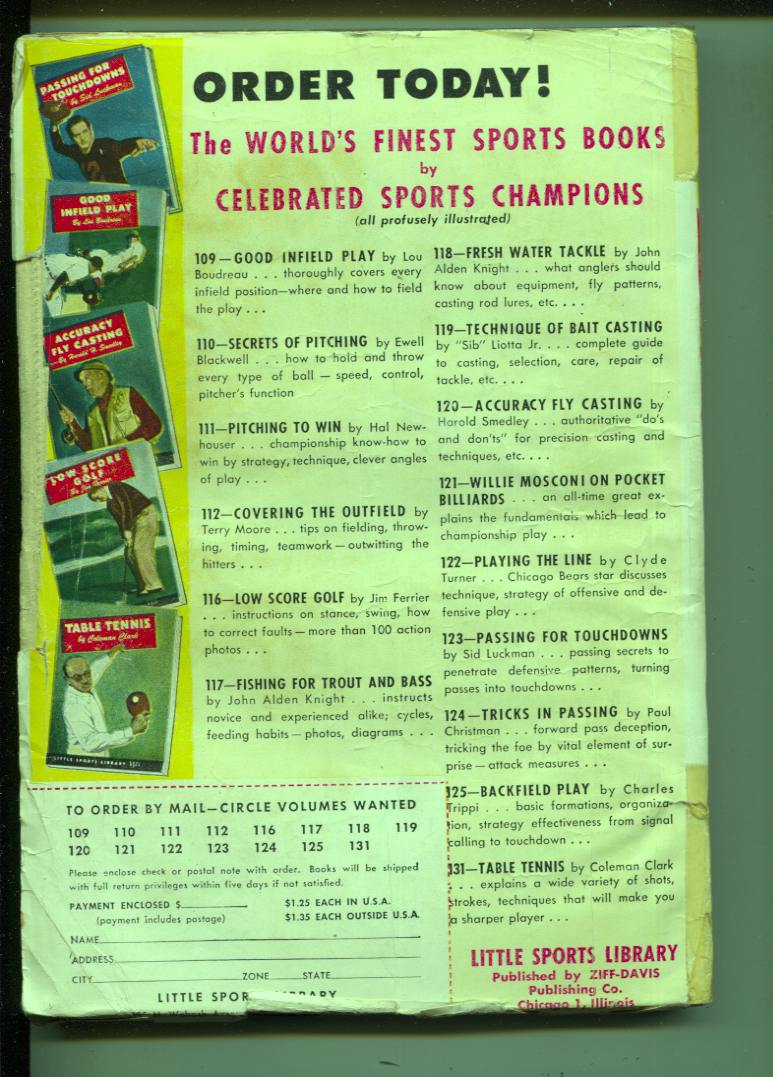 PASSING FOR
TOUCHDOWNS
by Sid Luckman
GOOD
INFIELD PLAY
By Lou Boudreau
ACCURACY
FLY CASTING
By Harold H. Smedley
LOW SCORE
GOLF
By Jim Ferrier
TABLE TENNIS
by Coleman Clark
LITTLE SPORTS LIBRARY
ORDER TODAY!
The WORLD'S FINEST SPORTS BOOKS
by
CELEBRATED SPORTS CHAMPIONS
(all profusely illustrated)
109—GOOD INFIELD PLAY by Lou
Boudreau . . . thoroughly covers every
infield position—where and how to field
the play . . .
110—SECRETS OF PITCHING by Ewell
Blackwell . . . how to hold and throw
every type of ball — speed, control,
pitcher's function
111—PITCHING TO WIN by Hal New-
houser . . . championship know-how to
win by strategy, technique, clever angles
of play . . .
112—COVERING THE OUTFIELD by
Terry Moore . . . tips on fielding, throw-
ing, timing, teamwork — outwitting the
hitters . . .
116—LOW SCORE GOLF by Jim Ferrier
. . . instructions on stance, swing, how
to correct faults — more than 100 action
photos . . .
117—FISHING FOR TROUT AND BASS
by John Alden Knight . . . instructs
novice and experienced alike; cycles,
feeding habits — photos, diagrams . . .
118—FRESH WATER TACKLE by John
Alden Knight . . . what anglers should
know about equipment, fly patterns,
casting rod lures, etc. . . .
119—TECHNIQUE OF BAIT CASTING
by "Sib" Liotta Jr. . . . complete guide
to casting, selection, care, repair of
tackle, etc. . . .
120—ACCURACY FLY CASTING by
Harold Smedley . . . authoritative "do's
and don'ts" for precision casting and
techniques, etc. . . .
121—WILLIE MOSCONI ON POCKET
BILLIARDS . . . an all-time great ex-
plains the fundamentals which lead to
championship play . . .
122—PLAYING THE LINE by Clyde
Turner . . . Chicago Bears star discusses
technique, strategy of offensive and de-
fensive play . . .
123—PASSING FOR TOUCHDOWNS
by Sid Luckman . . . passing secrets to
penetrate defensive patterns, turning
passes into touchdowns . . .
124—TRICKS IN PASSING by Paul
Christman . . . forward pass deception,
tricking the foe by vital element of sur-
prise — attack measures . . .
125—BACKFIELD PLAY by Charles
Trippi . . . basic formations, organiza-
tion, strategy effectiveness from signal
calling to touchdown . . .
131—TABLE TENNIS by Coleman Clark
. . . explains a wide variety of shots,
strokes, techniques that will make you
a sharper player . . .
TO ORDER BY MAIL—CIRCLE VOLUMES WANTED
109 110 111 112 116 117 118 119
120 121 122 123 124 125 131
Please enclose check or postal note with order. Books will be shipped
with full return privileges within five days if not satisfied.
PAYMENT ENCLOSED $ $1.25 EACH IN U.S.A.
(payment includes postage) $1.35 EACH OUTSIDE U.S.A.
NAME
ADDRESS
CITY ZONE STATE
LITTLE
LITTLE SPORTS LIBRARY
Published by ZIFF-DAVIS
Publishing Co.
Chicago 1, Illinois